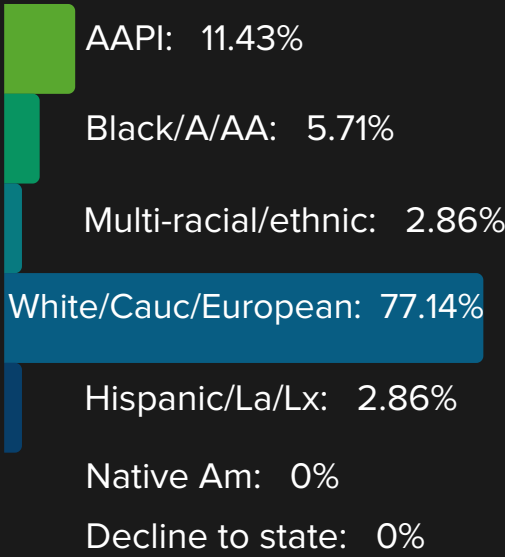 AAPI: 11.43%
Black/A/AA: 5.71%
Multi-racial/ethnic: 2.86%
White/Cauc/European: 77.14%
Hispanic/La/Lx: 2.86%
Native Am: 0%
Decline to state: 0%